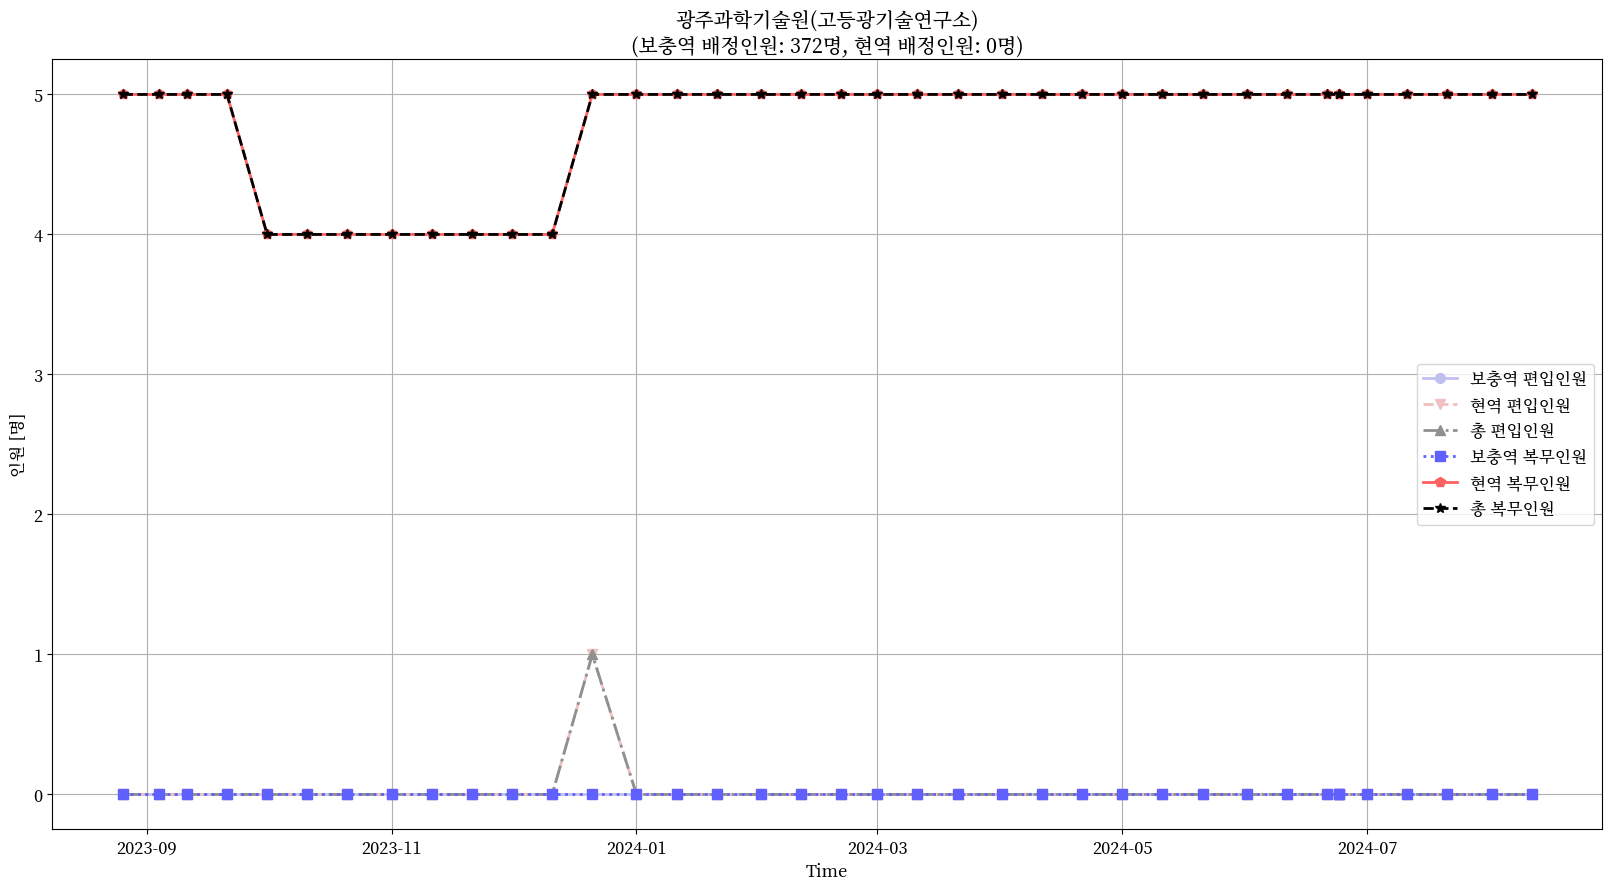 광주과학기술원(고등광기술연구소)
(보충역 배정인원: 372명, 현역 배정인원: 0명)
인원 [명]
5
4
3
2
1
0
보충역 편입인원
현역 편입인원
총 편입인원
보충역 복무인원
현역 복무인원
총 복무인원
2023-09
2023-11
2024-01
2024-03
2024-05
2024-07
Time